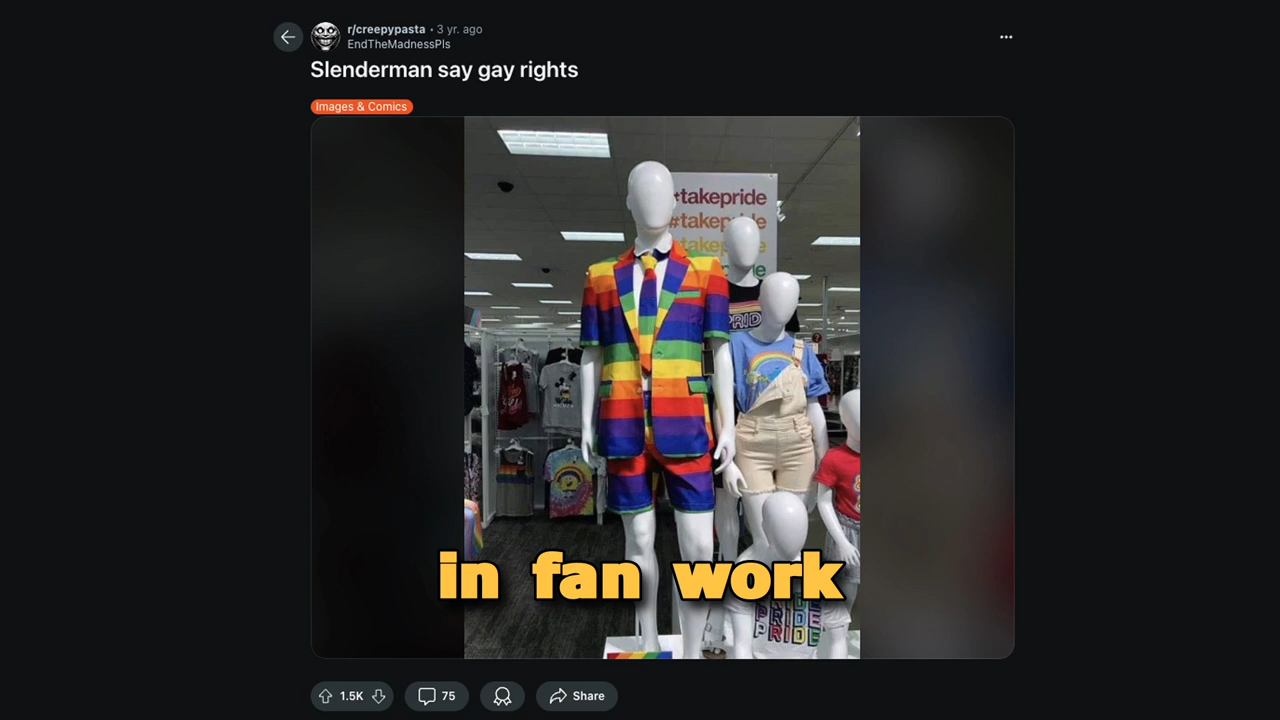 r/creepypasta • 3 yr. ago
EndTheMadnessPls
Slenderman say gay rights
Images & Comics
#takepride
#takepride
PRIDE
in fan work
PRIDE
PRIDE
1.5K
75
Share